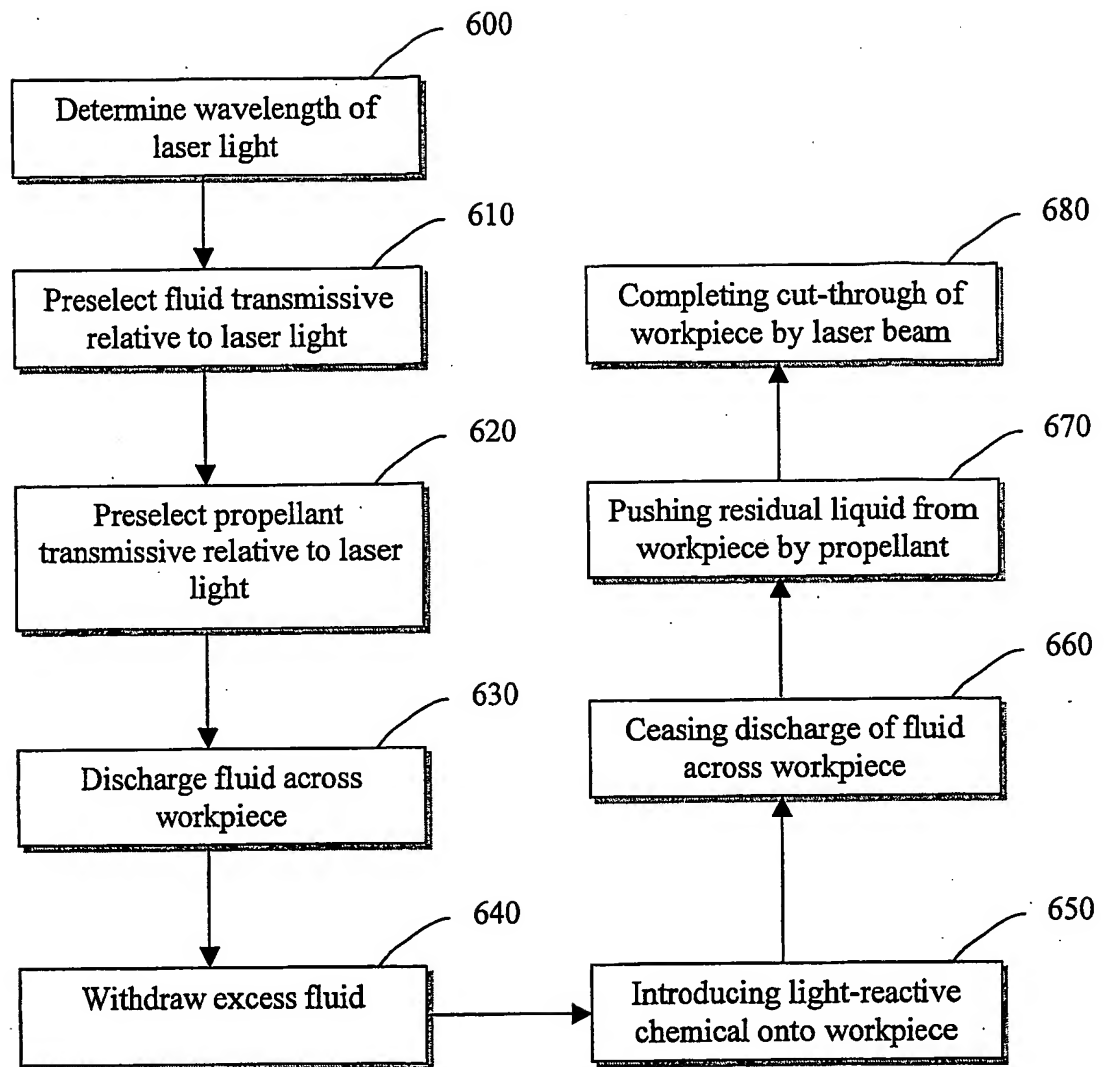 600
Determine wavelength of
laser light
610
Preselect fluid transmissive
relative to laser light
620
Preselect propellant
transmissive relative to laser
light
630
Discharge fluid across
workpiece
640
Withdraw excess fluid
650
Introducing light-reactive
chemical onto workpiece
660
Ceasing discharge of fluid
across workpiece
670
Pushing residual liquid from
workpiece by propellant
680
Completing cut-through of
workpiece by laser beam